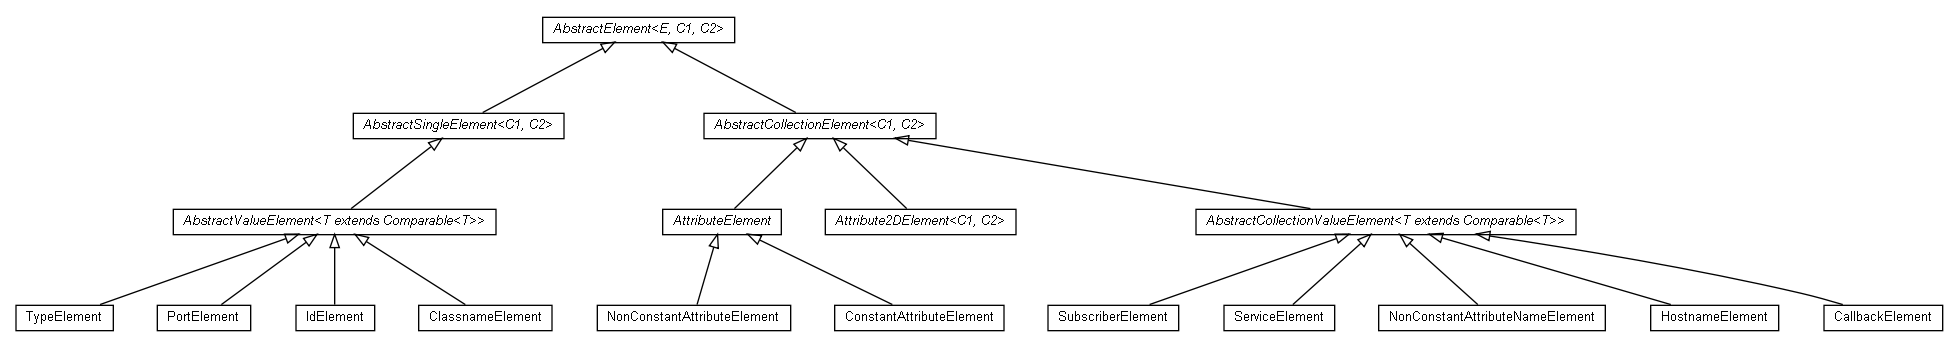 AbstractElement<E, C1, C2>
AbstractSingleElement<C1, C2>
AbstractCollectionElement<C1, C2>
AbstractValueElement<T extends Comparable<T>>
AttributeElement
Attribute2DElement<C1, C2>
AbstractCollectionValueElement<T extends Comparable<T>>
TypeElement
PortElement
IdElement
ClassnameElement
NonConstantAttributeElement
ConstantAttributeElement
SubscriberElement
ServiceElement
NonConstantAttributeNameElement
HostnameElement
CallbackElement